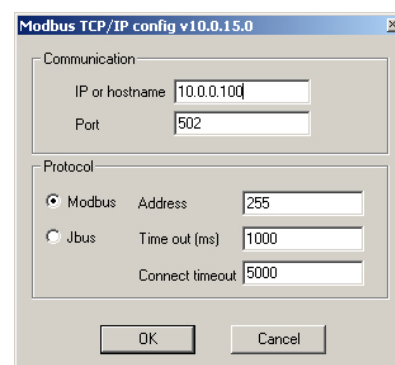 Modbus TCP/IP config v10.0.15.0
Communication
IP or hostname 10.0.0.100
Port 502
Protocol
Modbus Address 255
Jbus Time out (ms) 1000
Connect timeout 5000
OK Cancel